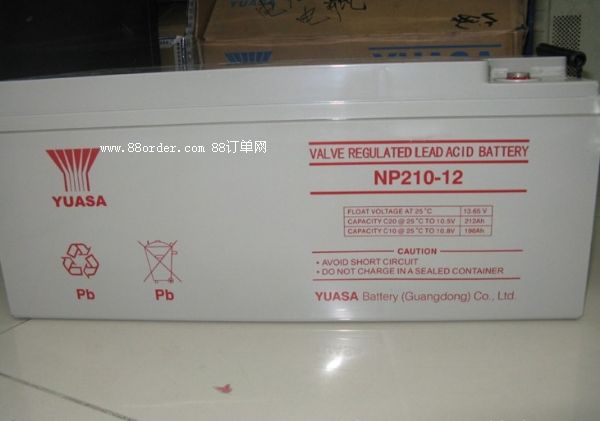 YUASA
www.88order.com 88订单网
YUASA
VALVE REGULATED LEAD ACID BATTERY
NP210-12
FLOAT VOLTAGE AT 25°C 13.65 V
CAPACITY C20 @ 25°C TO 10.5V 212Ah
CAPACITY C10 @ 25°C TO 10.8V 196Ah
CAUTION
• AVOID SHORT CIRCUIT
• DO NOT CHARGE IN A SEALED CONTAINER
YUASA Battery (Guangdong) Co., Ltd.
Pb
Pb